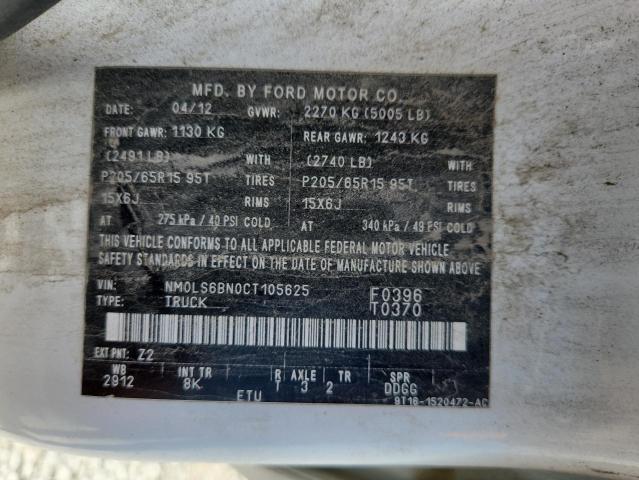 MFD. BY FORD MOTOR CO.
DATE: 04/12 GVWR: 2270 KG (5005 LB)
FRONT GAWR: 1130 KG REAR GAWR: 1243 KG
(2491 LB) WITH (2740 LB) WITH
P205/65R15 95T TIRES P205/65R15 95T TIRES
15X6J RIMS 15X6J RIMS
AT 275 kPa / 40 PSI COLD AT 340 kPa / 49 PSI COLD
THIS VEHICLE CONFORMS TO ALL APPLICABLE FEDERAL MOTOR VEHICLE
SAFETY STANDARDS IN EFFECT ON THE DATE OF MANUFACTURE SHOWN ABOVE.
VIN: NM0LS6BN0CT105625 F0396
TYPE: TRUCK T0370
EXT PNT: Z2
WB INT TR R AXLE TR SPR
2912 8K T 3 2 DDGG
ETU 9T16-1520472-AC